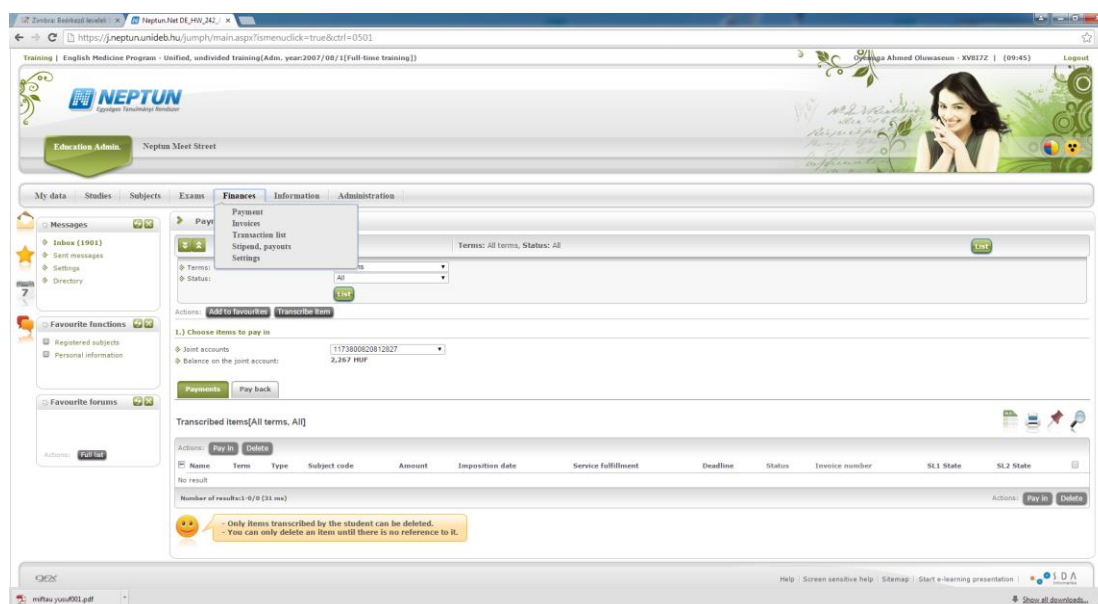 Zimbra: Beérkező levelek
Neptun.Net DE_HW_242_
https://j.neptun.unideb.hu/jumph/main.aspx?ismenuclick=true&ctrl=0501
Training | English Medicine Program - Unified, undivided training(Adm. year:2007/08/1[Full-time training])
Ahmed Oluwaseun - XV8I7Z | (09:45) Logout
NEPTUN
Egységes Tanulmányi Rendszer
Education Admin. Neptun Meet Street
My data Studies Subjects Exams Finances Information Administration
Payment
Invoices
Transaction list
Stipend, payouts
Settings
Messages
Inbox (1901)
Sent messages
Settings
Directory
7
Favourite functions
Registered subjects
Personal information
Favourite forums
Actions: Full list
Terms: All terms, Status: All
List
Terms:
Status: All
List
Actions: Add to favourites Transcribe item
1.) Choose items to pay in
Joint accounts 1173800820812827
Balance on the joint account: 2,267 HUF
Payments Pay back
Transcribed items[All terms, All]
Actions: Pay in Delete
Name Term Type Subject code Amount Imposition date Service fulfillment Deadline Status Invoice number SL1 State SL2 State
No result
Number of results:1-0/0 (31 ms)
Actions: Pay in Delete
- Only items transcribed by the student can be deleted.
- You can only delete an item until there is no reference to it.
Help | Screen sensitive help | Sitemap | Start e-learning presentation |
SDA
Informatika
miftau yusuf001.pdf
Show all downloads...